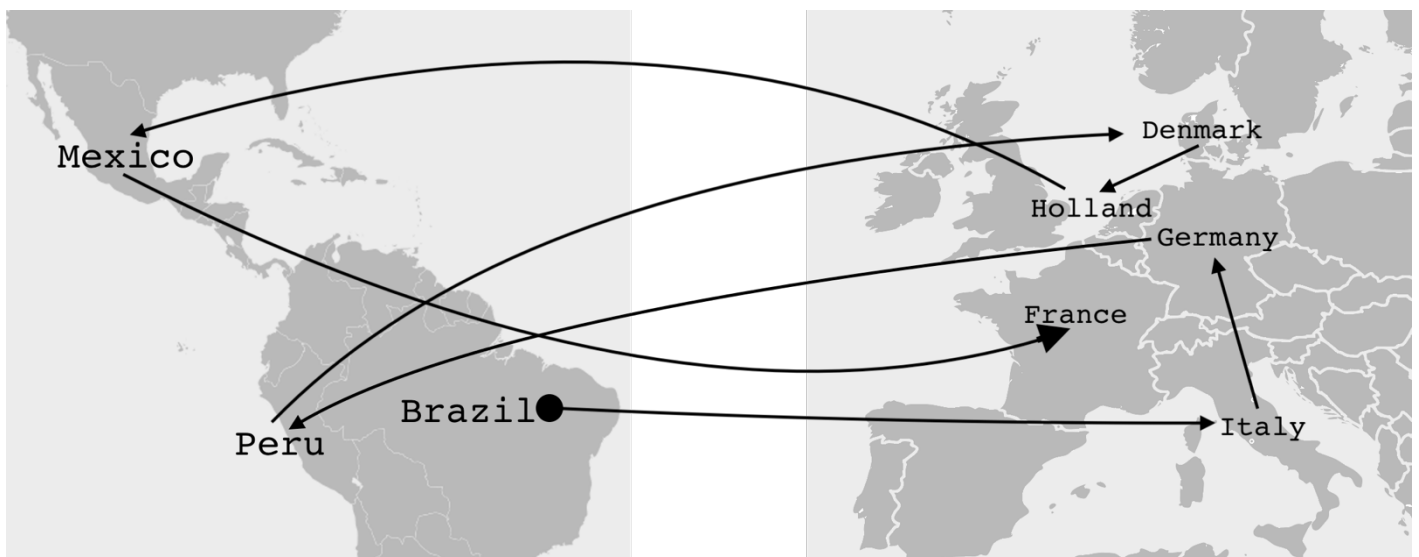 Mexico
Denmark
Holland
Germany
France
Brazil
Italy
Peru